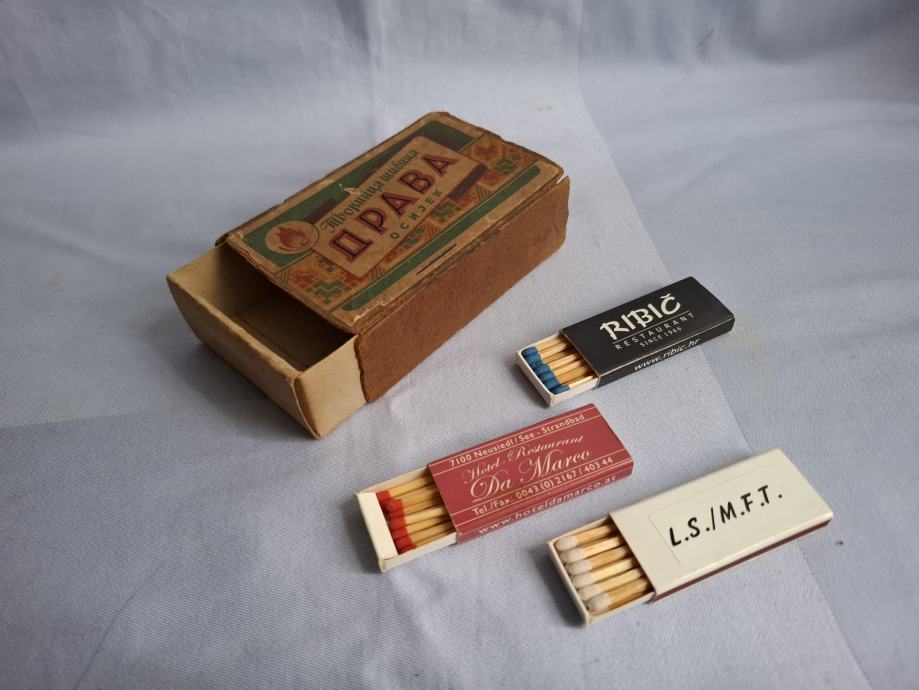 Творница шибица
ДРАВА
ОСИЈЕК
RIBIČ
RESTAURANT
SINCE 1966
www.ribic.hr
7100 Neusiedl/See - Strandbad
Hotel - Restaurant
Da Marco
Tel./Fax: 0043 (0) 2167 / 403 44
www.hoteldamarco.at
L.S./M.F.T.